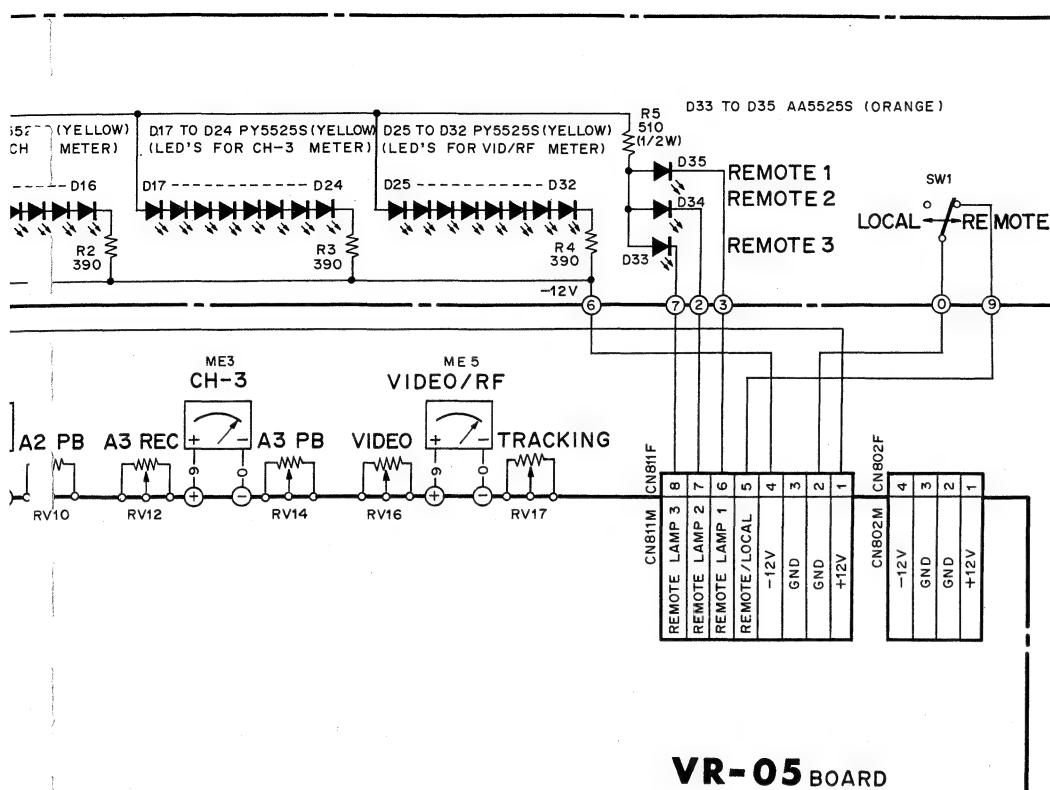 D33 TO D35 AA5525S (ORANGE)
R5
510
(1/2W)
(YELLOW)
CH METER)
D17 TO D24 PY5525S (YELLOW)
(LED'S FOR CH-3 METER)
D25 TO D32 PY5525S (YELLOW)
(LED'S FOR VID/RF METER)
D16
D17
D24
D25
D32
D35
REMOTE 1
D34
REMOTE 2
D33
REMOTE 3
SW1
LOCAL
REMOTE
R2
390
R3
390
R4
390
-12V
6
7
2
3
0
9
ME3
CH-3
ME5
VIDEO/RF
A2 PB
A3 REC
A3 PB
VIDEO
TRACKING
+
-
+
-
9
0
9
0
+
-
+
-
RV10
RV12
RV14
RV16
RV17
CN811F
CN811M
8
7
6
5
4
3
2
1
REMOTE LAMP 3
REMOTE LAMP 2
REMOTE LAMP 1
REMOTE/LOCAL
-12V
GND
GND
+12V
CN802F
CN802M
4
3
2
1
-12V
GND
GND
+12V
VR-05 BOARD